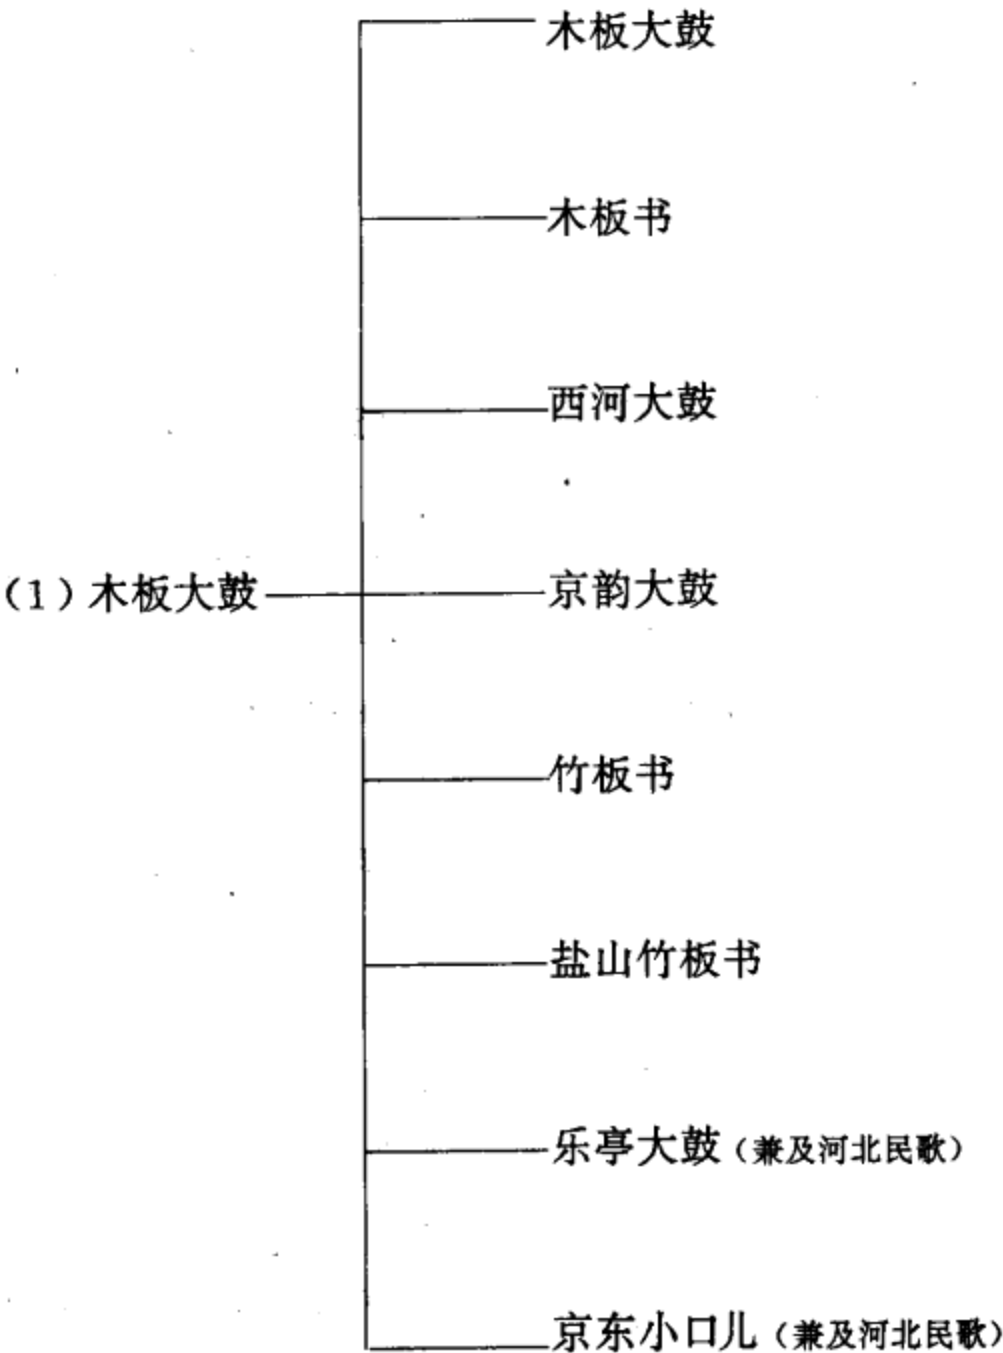 木板大鼓
木板书
西河大鼓
（1）木板大鼓
京韵大鼓
竹板书
盐山竹板书
乐亭大鼓（兼及河北民歌）
京东小口儿（兼及河北民歌）